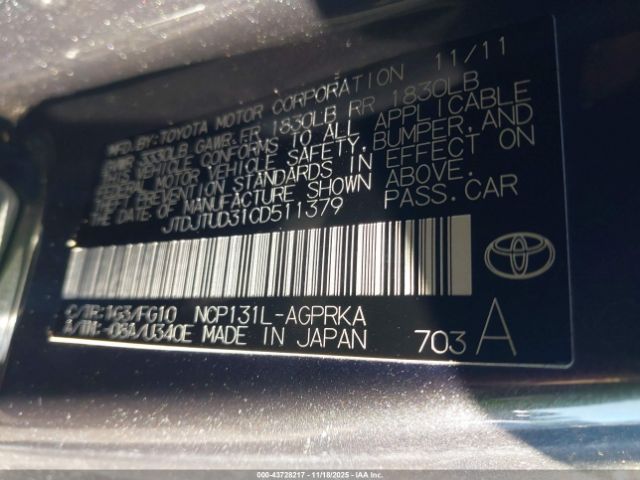 MFD.BY:TOYOTA MOTOR CORPORATION 11/11
GVWR 3330LB GAWR.FR 1830LB RR 1830LB
THIS VEHICLE CONFORMS TO ALL APPLICABLE
FEDERAL MOTOR VEHICLE SAFETY,BUMPER,AND
THEFT PREVENTION STANDARDS IN EFFECT ON
THE DATE OF MANUFACTURE SHOWN ABOVE.
JTDJTUD31CD511379 PASS.CAR
C/TR:1G3/FG10 NCP131L-AGPRKA
A/TM:-08A/U340E MADE IN JAPAN 703 A
00-43728217 — 11/18/2025 — IAAI.CA